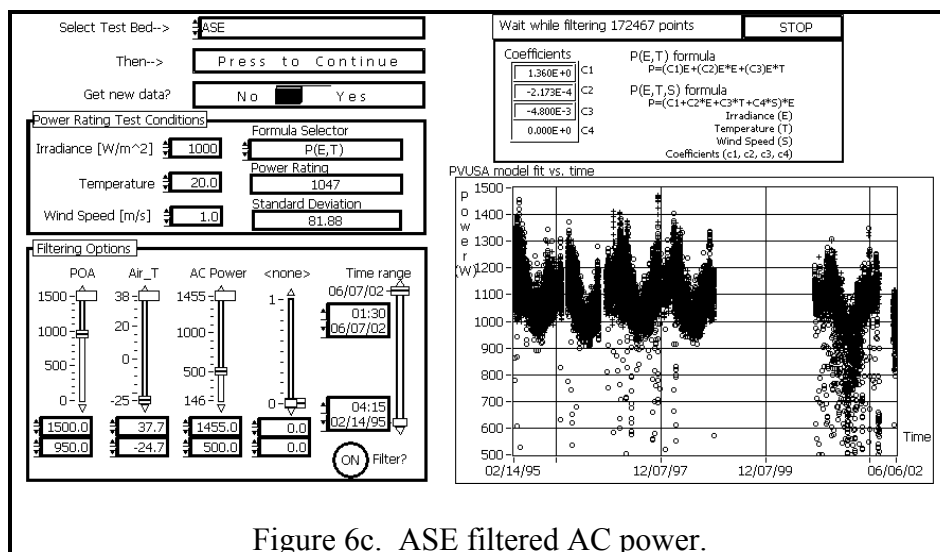 Select Test Bed--> ASE
Then--> Press to Continue
Get new data? No Yes
Power Rating Test Conditions
Formula Selector
Irradiance [W/m^2] 1000 P(E,T)
Power Rating
Temperature 20.0 1047
Standard Deviation
Wind Speed [m/s] 1.0 81.88
Filtering Options
POA Air_T AC Power <none> Time range
06/07/02
1500 38 1455 1
01:30
06/07/02
1000 20 1000
500 0 500
0 -25 146 0
04:15
02/14/95
1500.0 37.7 1455.0 0.0
950.0 -24.7 500.0 0.0
ON Filter?
Wait while filtering 172467 points STOP
Coefficients
1.360E+0 C1
-2.173E-4 C2
-4.800E-3 C3
0.000E+0 C4
P(E,T) formula
P=(C1)E+(C2)E*E+(C3)E*T
P(E,T,S) formula
P=(C1+C2*E+C3*T+C4*S)*E
Irradiance (E)
Temperature (T)
Wind Speed (S)
Coefficients (c1, c2, c3, c4)
PVUSA model fit vs. time
Power (W)
1500
1400
1300
1200
1100
1000
900
800
700
600
500
Time
02/14/95 12/07/97 12/07/99 06/06/02
Figure 6c. ASE filtered AC power.